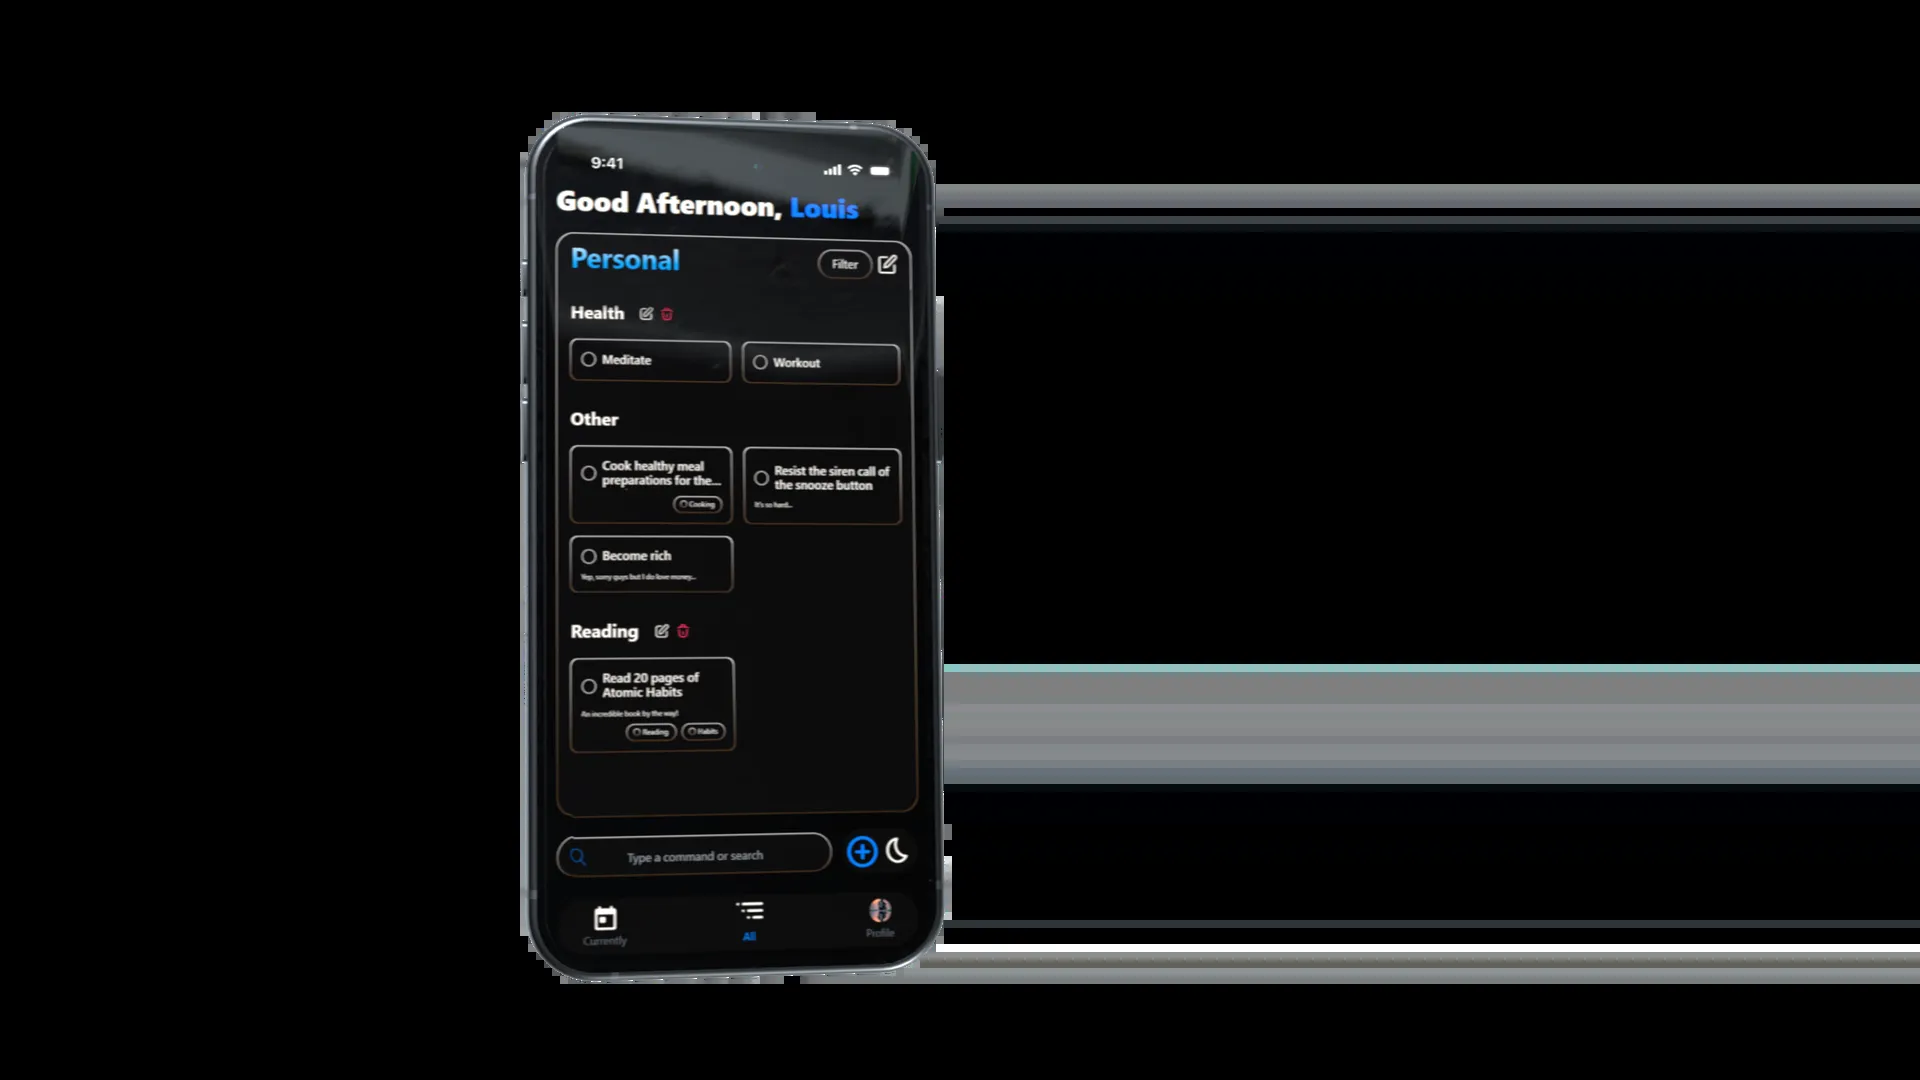 9:41
Good Afternoon, Louis
Personal
Filter
Health
Meditate
Workout
Other
Cook healthy meal
preparations for the...
Cooking
Resist the siren call of
the snooze button
It's so hard...
Become rich
Yep, sorry guys but I do love money...
Reading
Read 20 pages of
Atomic Habits
An incredible book by the way!
Reading
Habits
Type a command or search
Currently
All
Profile